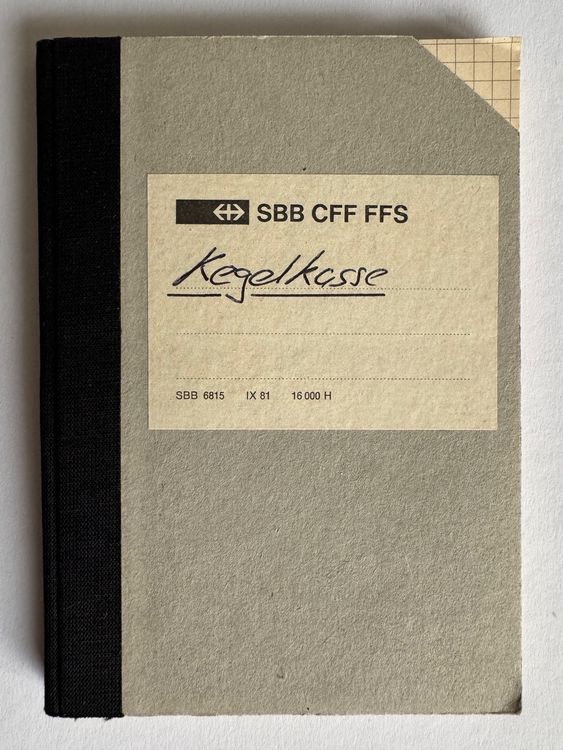 SBB CFF FFS
Kegelkasse
SBB 6815 IX 81 16 000 H